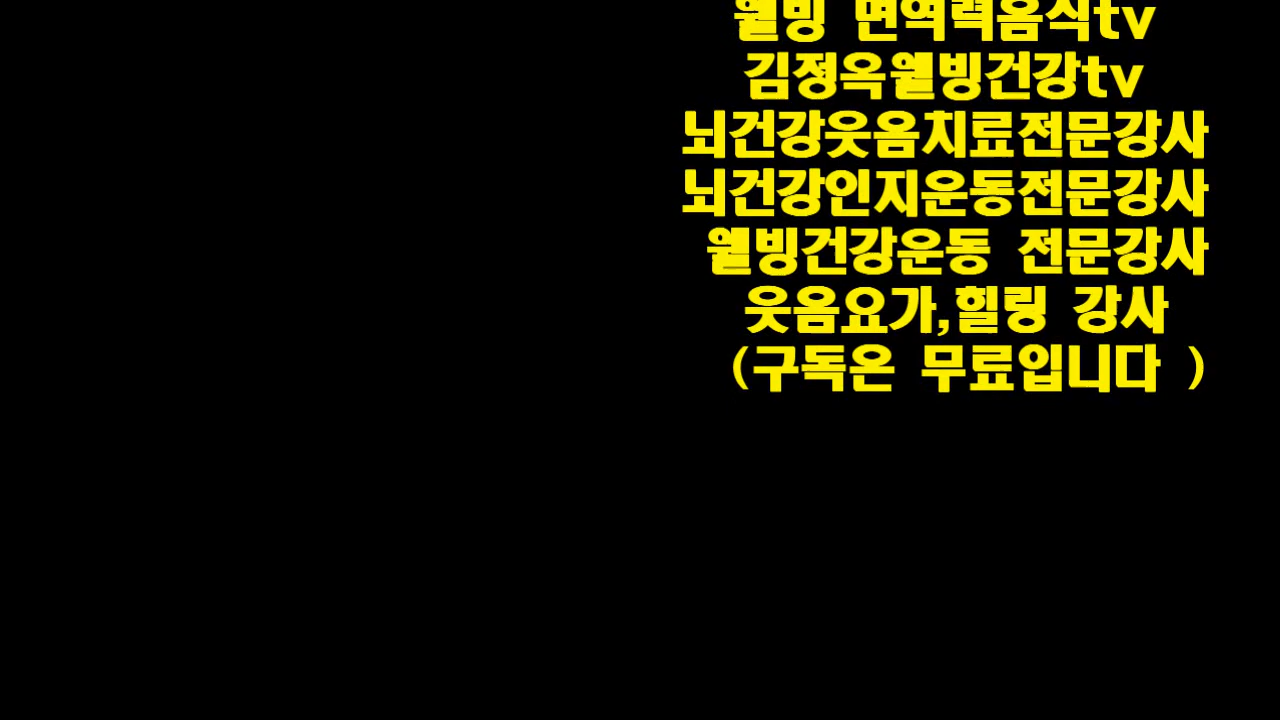 웰빙 면역력음식tv
김정옥웰빙건강tv
뇌건강웃음치료전문강사
뇌건강인지운동전문강사
웰빙건강운동 전문강사
웃음요가,힐링 강사
(구독은 무료입니다 )